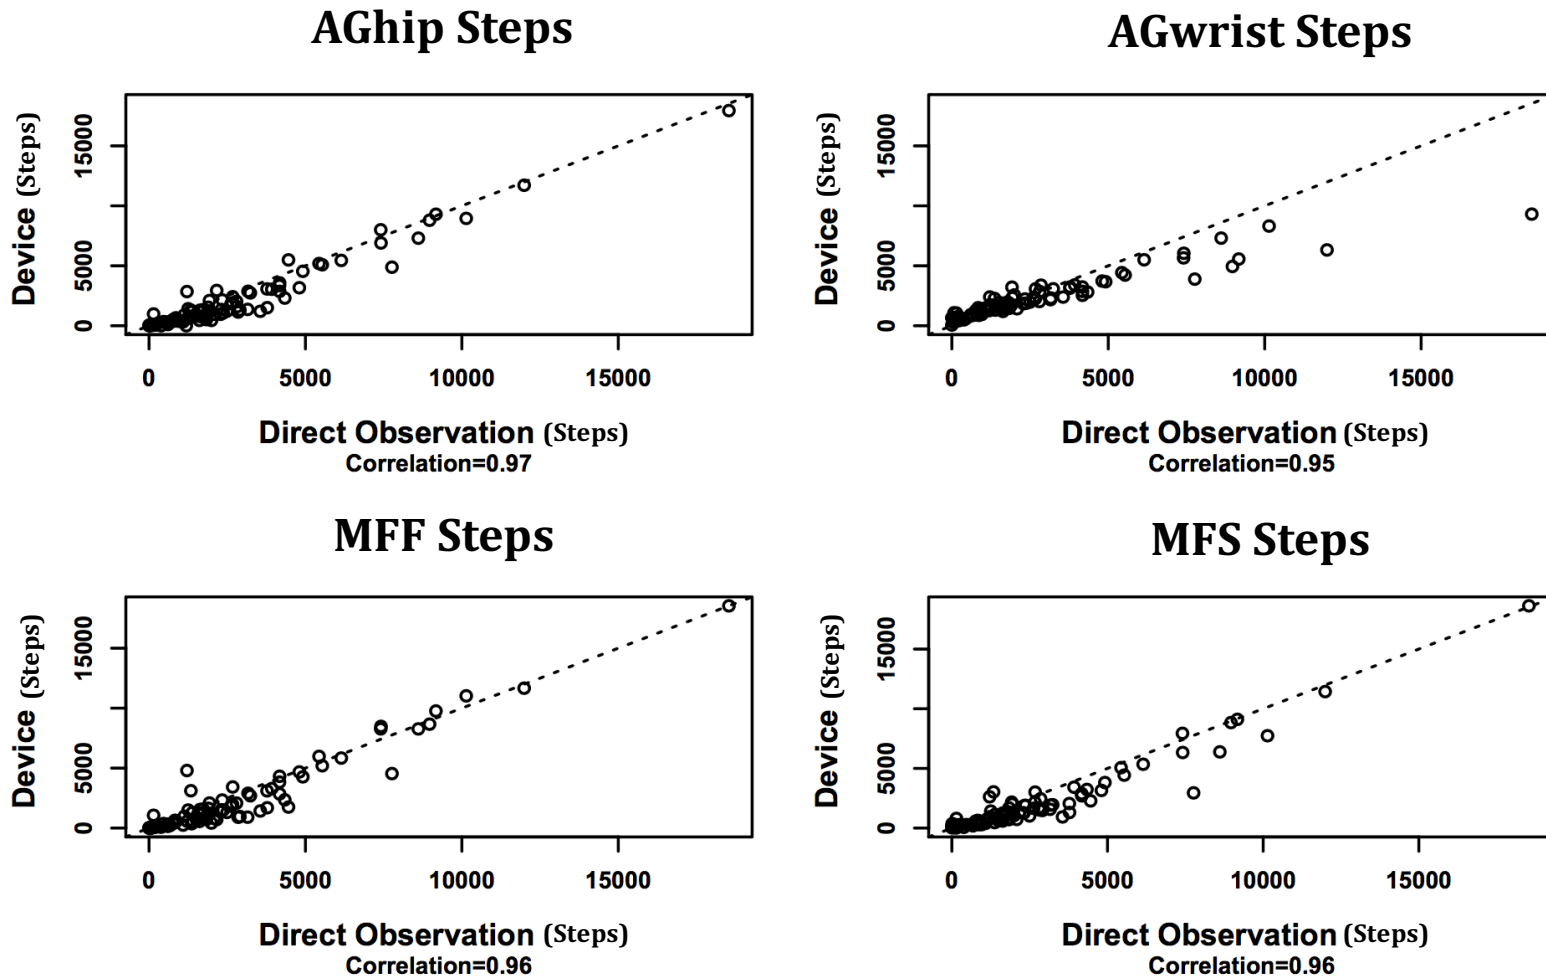 AGhip Steps
AGwrist Steps
Device (Steps)
15000
5000
0
0 5000 10000 15000
Direct Observation (Steps)
Correlation=0.97
Device (Steps)
15000
5000
0
0 5000 10000 15000
Direct Observation (Steps)
Correlation=0.95
MFF Steps
MFS Steps
Device (Steps)
15000
5000
0
0 5000 10000 15000
Direct Observation (Steps)
Correlation=0.96
Device (Steps)
15000
5000
0
0 5000 10000 15000
Direct Observation (Steps)
Correlation=0.96